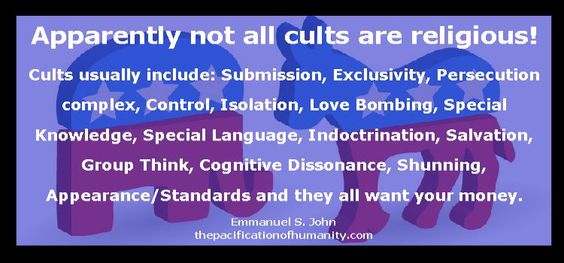 Apparently not all cults are religious!
Cults usually include: Submission, Exclusivity, Persecution
complex, Control, Isolation, Love Bombing, Special
Knowledge, Special Language, Indoctrination, Salvation,
Group Think, Cognitive Dissonance, Shunning,
Appearance/Standards and they all want your money.
Emmanuel S. John
thepacificationofhumanity.com